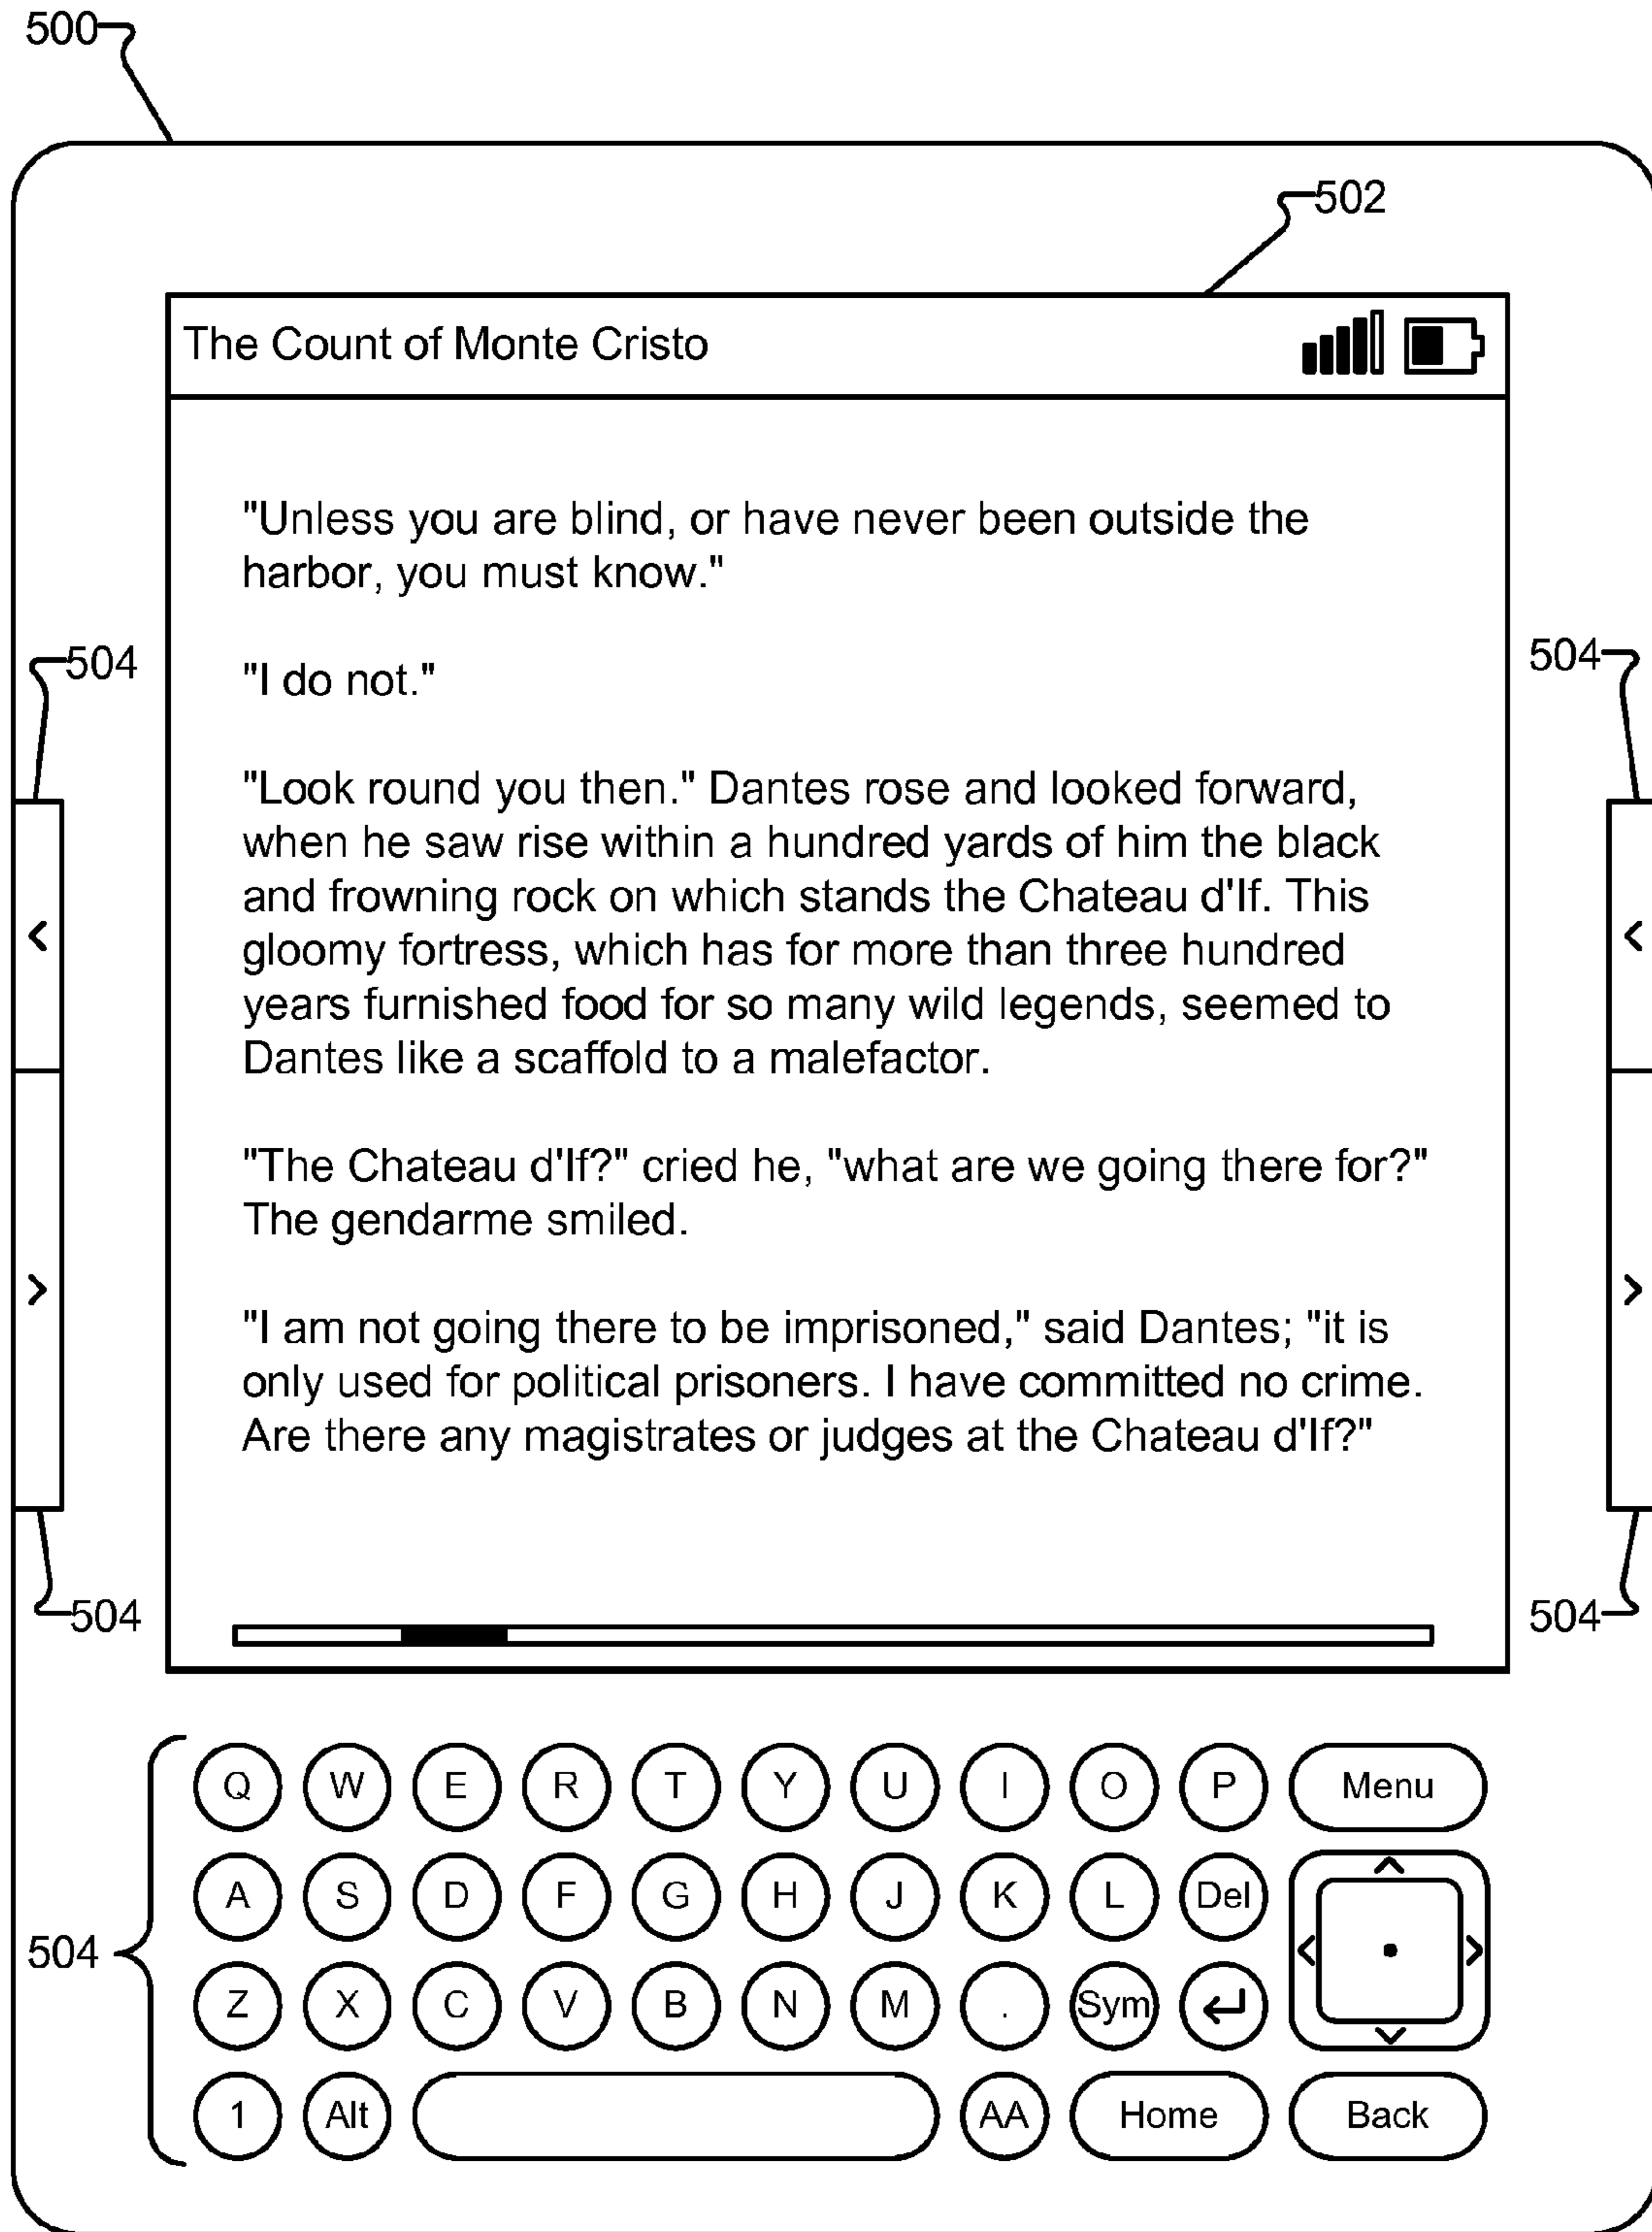 500
502
The Count of Monte Cristo
"Unless you are blind, or have never been outside the
harbor, you must know."
504
504
"I do not."
"Look round you then." Dantes rose and looked forward,
when he saw rise within a hundred yards of him the black
and frowning rock on which stands the Chateau d'If. This
gloomy fortress, which has for more than three hundred
years furnished food for so many wild legends, seemed to
Dantes like a scaffold to a malefactor.
<
<
"The Chateau d'If?" cried he, "what are we going there for?"
The gendarme smiled.
>
>
"I am not going there to be imprisoned," said Dantes; "it is
only used for political prisoners. I have committed no crime.
Are there any magistrates or judges at the Chateau d'If?"
504
504
Q W E R T Y U I O P Menu
A S D F G H J K L Del
504
Z X C V B N M . Sym ↵
1 Alt AA Home Back